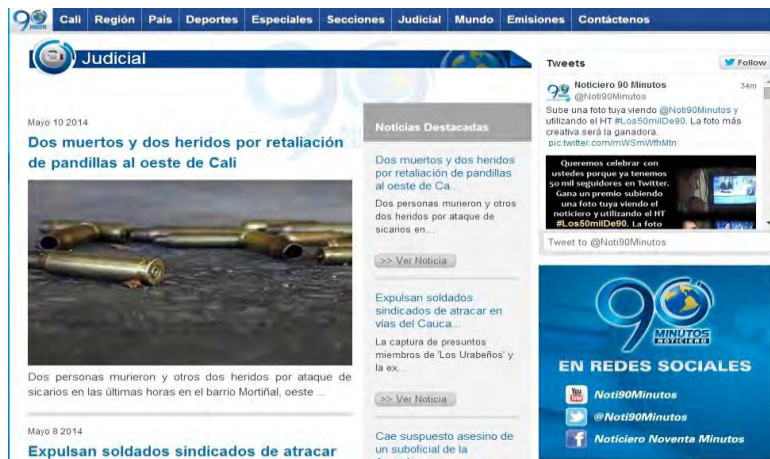 90
Cali Región País Deportes Especiales Secciones Judicial Mundo Emisiones Contáctenos
Judicial
Mayo 10 2014
Dos muertos y dos heridos por retaliación
de pandillas al oeste de Cali
Dos personas murieron y otros dos heridos por ataque de
sicarios en las últimas horas en el barrio Mortiñal, oeste ...
Mayo 8 2014
Expulsan soldados sindicados de atracar
Noticias Destacadas
Dos muertos y dos heridos
por retaliación de pandillas
al oeste de Ca...
Dos personas murieron y otros
dos heridos por ataque de
sicarios en...
>> Ver Noticia
Expulsan soldados
sindicados de atracar en
vías del Cauca...
La captura de presuntos
miembros de 'Los Urabeños' y
la ex...
>> Ver Noticia
Cae suspuesto asesino de
un suboficial de la
Tweets
Follow
Noticiero 90 Minutos 34m
@Noti90Minutos
Sube una foto tuya viendo @Noti90Minutos y
utilizando el HT #Los50milDe90. La foto más
creativa será la ganadora.
pic.twitter.com/mWSmWfhMtn
Queremos celebrar con
ustedes porque ya tenemos
50 mil seguidores en Twitter.
Gana un premio subiendo
una foto tuya viendo el
noticiero y utilizando el HT
#Los50milDe90. La foto
Tweet to @Noti90Minutos
90
MINUTOS
NOTICIERO
EN REDES SOCIALES
You Tube Noti90Minutos
@Noti90Minutos
f Noticiero Noventa Minutos